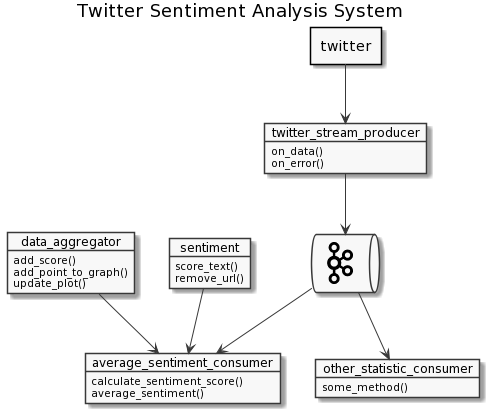 Twitter Sentiment Analysis System
twitter
twitter_stream_producer
on_data()
on_error()
data_aggregator
add_score()
add_point_to_graph()
update_plot()
sentiment
score_text()
remove_url()
average_sentiment_consumer
calculate_sentiment_score()
average_sentiment()
other_statistic_consumer
some_method()